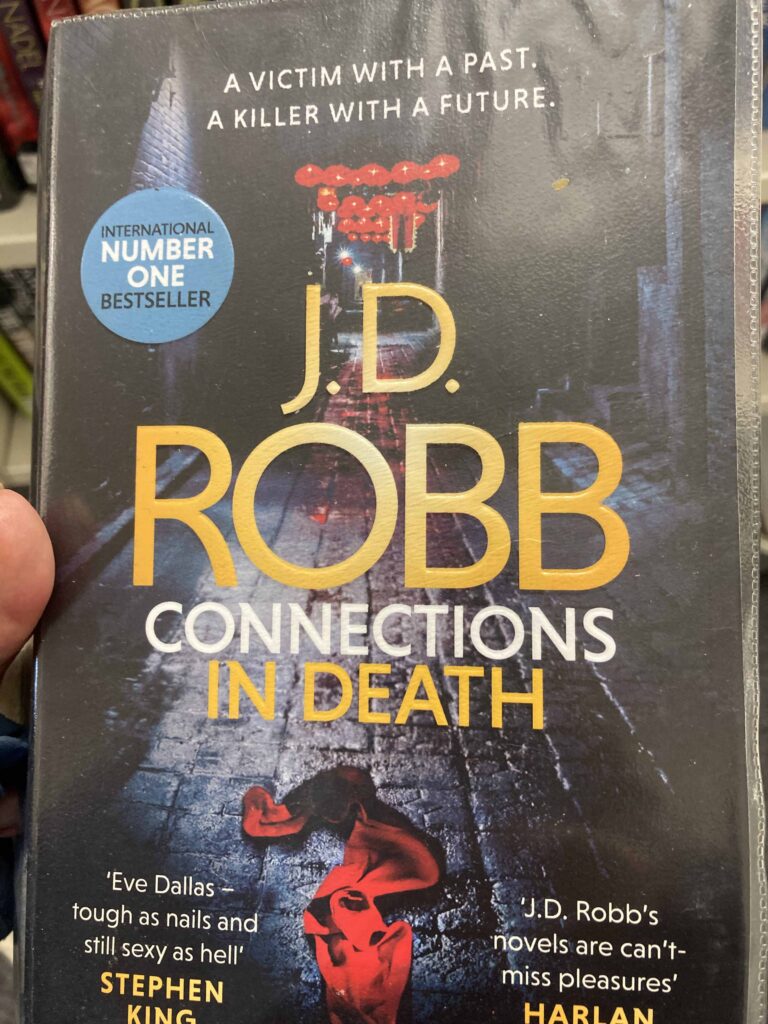 NADEL
A VICTIM WITH A PAST.
A KILLER WITH A FUTURE.
INTERNATIONAL
NUMBER
ONE
BESTSELLER
J.D.
ROBB
CONNECTIONS
IN DEATH
'Eve Dallas –
tough as nails and
still sexy as hell'
STEPHEN
KING
'J.D. Robb's
novels are can't-
miss pleasures'
HARLAN